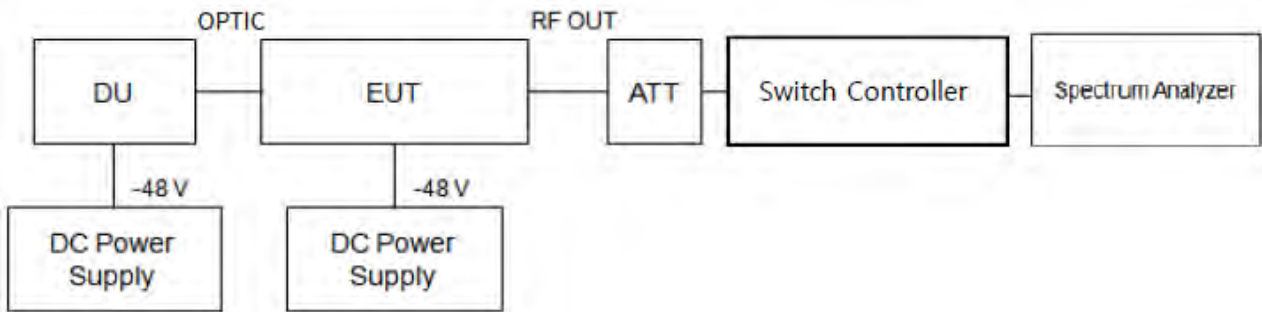 OPTIC
RF OUT
DU
EUT
ATT
Switch Controller
Spectrum Analyzer
-48 V
-48 V
DC Power
Supply
DC Power
Supply